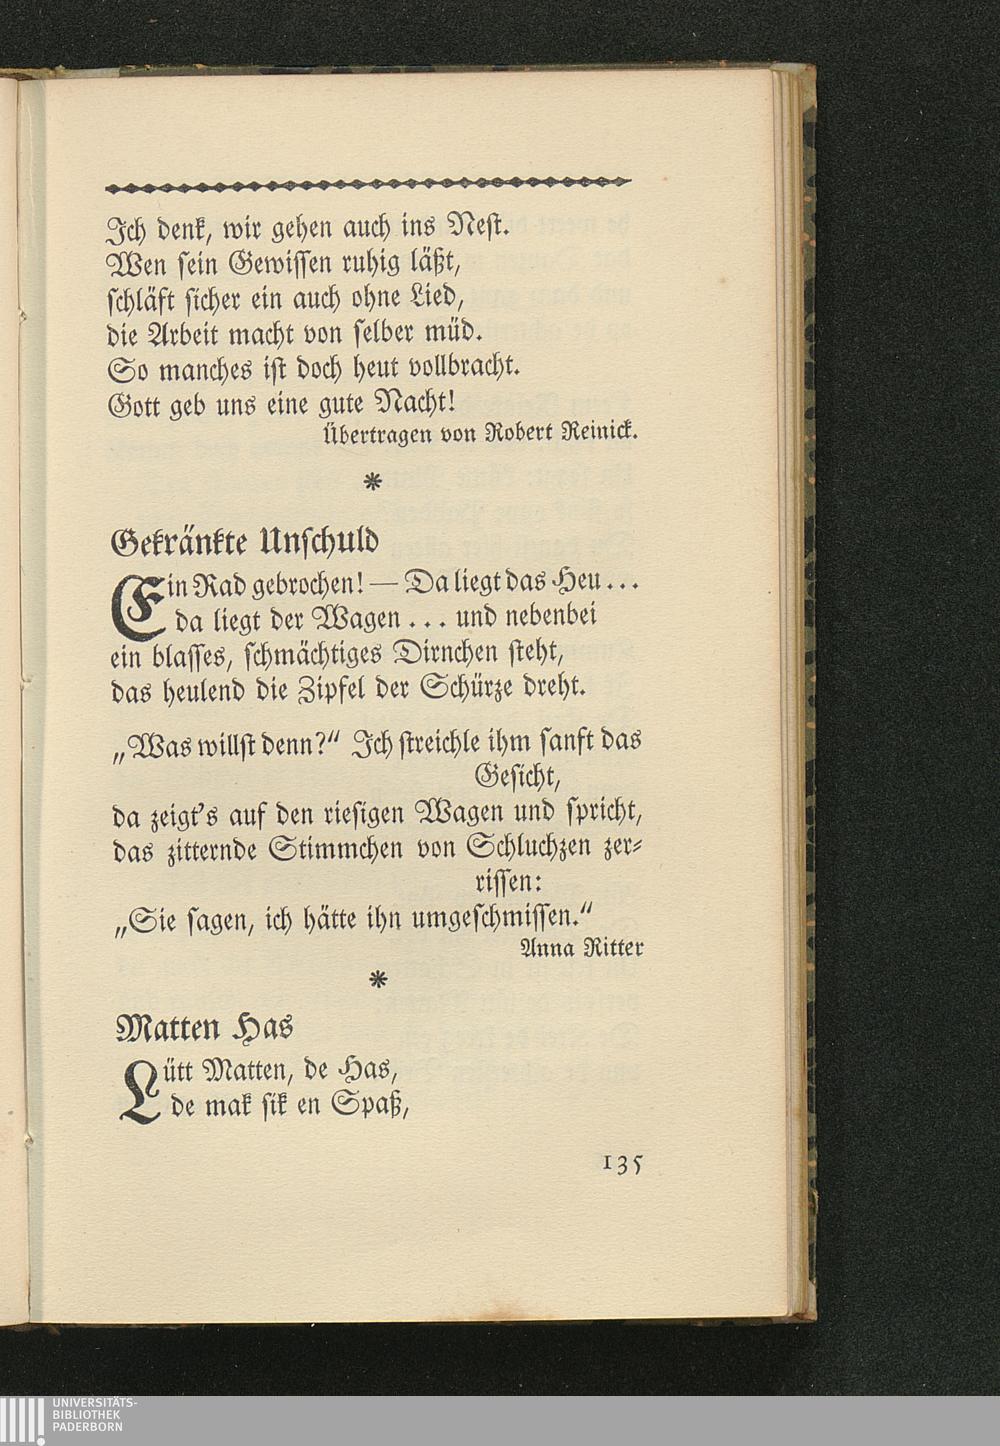 Ich denk, wir gehen auch ins Nest.
Wen sein Gewissen ruhig läßt,
schläft sicher ein auch ohne Lied,
die Arbeit macht von selber müd.
So manches ist doch heut vollbracht.
Gott geb uns eine gute Nacht!
Übertragen von Robert Reinick.
*
Gekränkte Unschuld
Ein Rad gebrochen! — Da liegt das Heu...
da liegt der Wagen... und nebenbei
ein blasses, schmächtiges Dirnchen steht,
das heulend die Zipfel der Schürze dreht.
„Was willst denn?“ Ich streichle ihm sanft das
Gesicht,
da zeigt's auf den riesigen Wagen und spricht,
das zitternde Stimmchen von Schluchzen zer-
rissen:
„Sie sagen, ich hätte ihn umgeschmissen.“
Anna Ritter
*
Matten Has
Lütt Matten, de Has,
de mak sik en Spaß,
135
UNIVERSITÄTS-
BIBLIOTHEK
PADERBORN